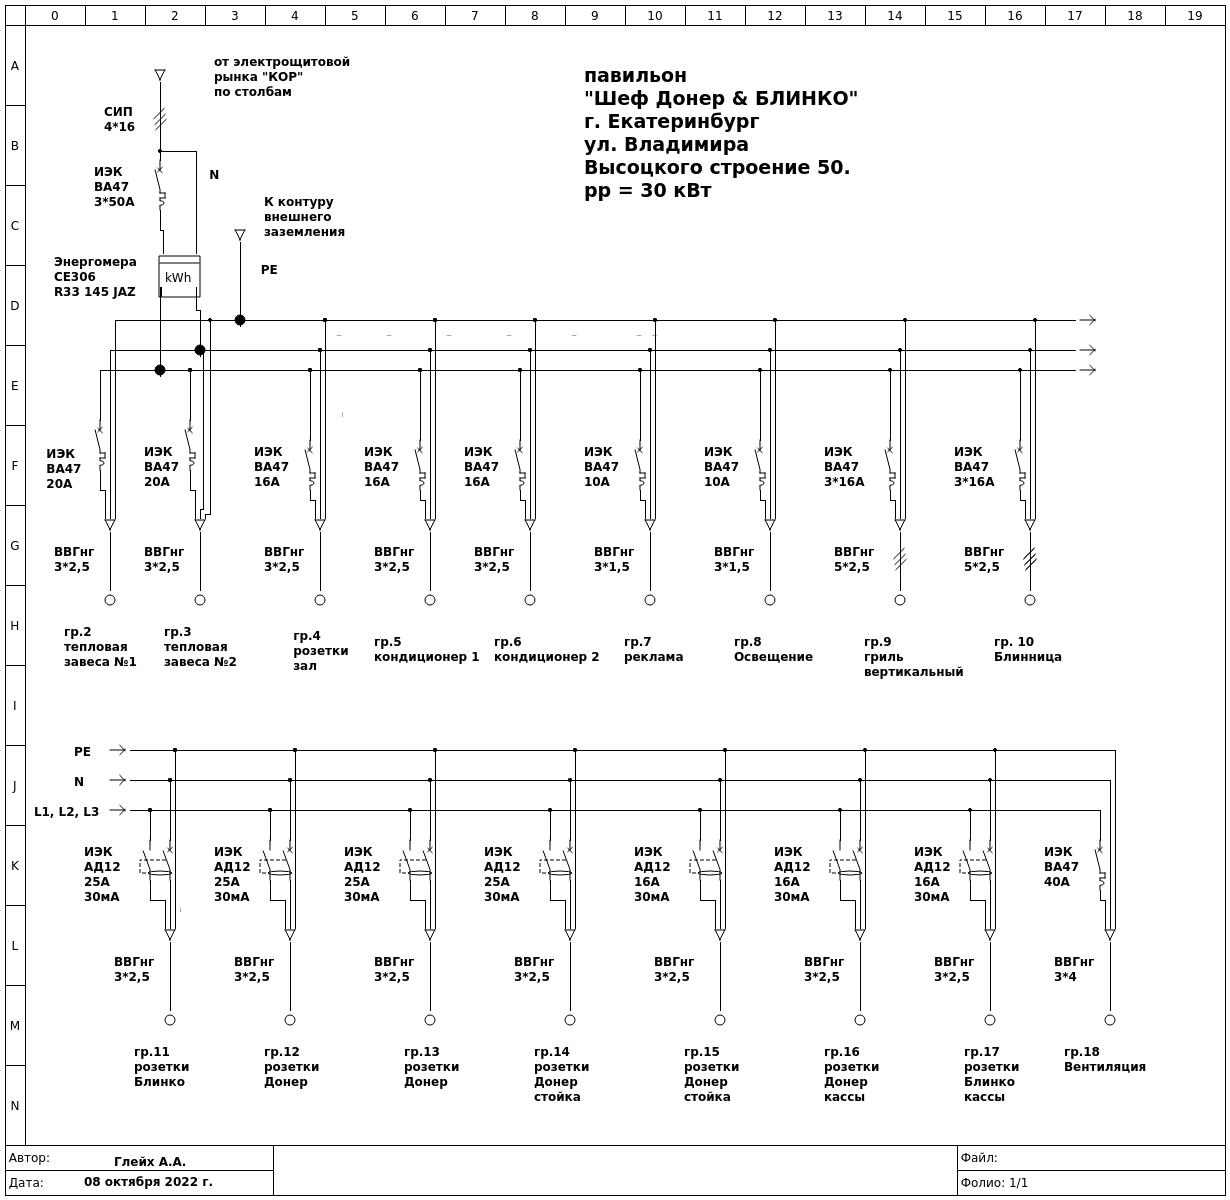 0 1 2 3 4 5 6 7 8 9 10 11 12 13 14 15 16 17 18 19
A
B
C
D
E
F
G
H
I
J
K
L
M
N
от электрощитовой
рынка "КОР"
по столбам
павильон
"Шеф Донер & БЛИНКО"
г. Екатеринбург
ул. Владимира
Высоцкого строение 50.
рр = 30 кВт
СИП
4*16
ИЭК
ВА47
3*50А
N
К контуру
внешнего
заземления
PE
Энергомера
СЕ306
R33 145 JAZ
kWh
ИЭК
ВА47
20А
ИЭК
ВА47
20А
ИЭК
ВА47
16А
ИЭК
ВА47
16А
ИЭК
ВА47
16А
ИЭК
ВА47
10А
ИЭК
ВА47
10А
ИЭК
ВА47
3*16А
ИЭК
ВА47
3*16А
ВВГнг
3*2,5
ВВГнг
3*2,5
ВВГнг
3*2,5
ВВГнг
3*2,5
ВВГнг
3*2,5
ВВГнг
3*1,5
ВВГнг
3*1,5
ВВГнг
5*2,5
ВВГнг
5*2,5
гр.2
тепловая
завеса №1
гр.3
тепловая
завеса №2
гр.4
розетки
зал
гр.5
кондиционер 1
гр.6
кондиционер 2
гр.7
реклама
гр.8
Освещение
гр.9
гриль
вертикальный
гр. 10
Блинница
PE
N
L1, L2, L3
ИЭК
АД12
25А
30мА
ИЭК
АД12
25А
30мА
ИЭК
АД12
25А
30мА
ИЭК
АД12
25А
30мА
ИЭК
АД12
16А
30мА
ИЭК
АД12
16А
30мА
ИЭК
АД12
16А
30мА
ИЭК
ВА47
40А
ВВГнг
3*2,5
ВВГнг
3*2,5
ВВГнг
3*2,5
ВВГнг
3*2,5
ВВГнг
3*2,5
ВВГнг
3*2,5
ВВГнг
3*2,5
ВВГнг
3*4
гр.11
розетки
Блинко
гр.12
розетки
Донер
гр.13
розетки
Донер
гр.14
розетки
Донер
стойка
гр.15
розетки
Донер
стойка
гр.16
розетки
Донер
кассы
гр.17
розетки
Блинко
кассы
гр.18
Вентиляция
Автор: Глейх А.А.
Дата: 08 октября 2022 г.
Файл:
Фолио: 1/1